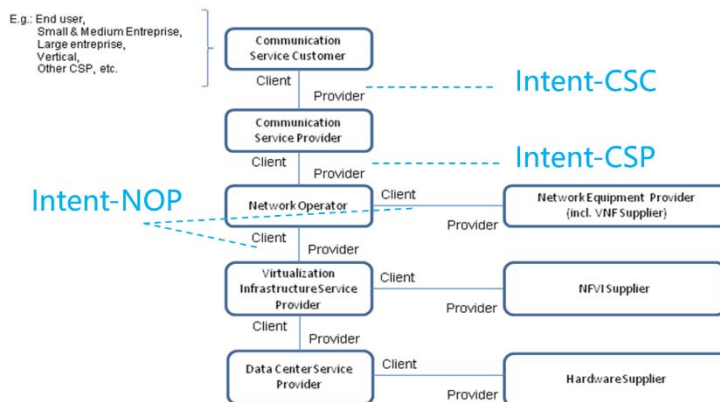 E.g.: End user,
Small & Medium Entreprise,
Large entreprise,
Vertical,
Other CSP, etc.
Communication
Service Customer
Client
Provider
Intent-CSC
Communication
Service Provider
Client
Provider
Intent-CSP
Intent-NOP
Network Operator
Client
Provider
Network Equipment Provider
(incl. VNF Supplier)
Client
Provider
Virtualization
Infrastructure Service
Provider
Client
Provider
NFVI Supplier
Client
Provider
Data Center Service
Provider
Client
Provider
Hardware Supplier